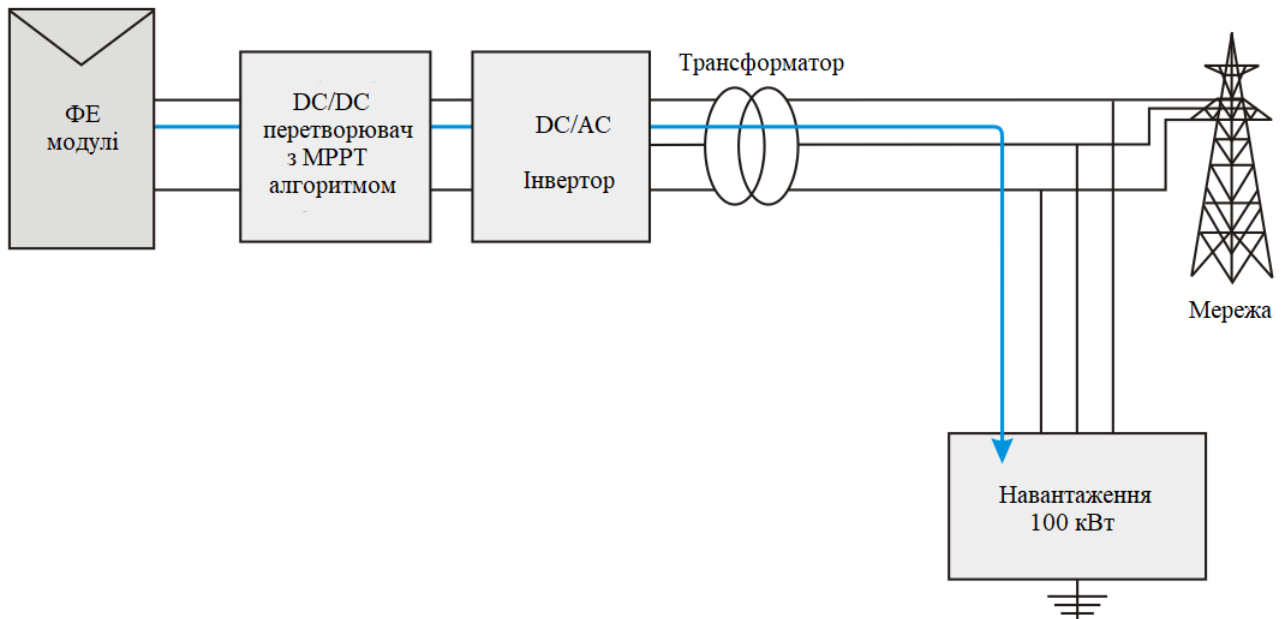 ФЕ
модулі
DC/DC
перетворювач
з МРРТ
алгоритмом
DC/AC
Інвертор
Трансформатор
Мережа
Навантаження
100 кВт